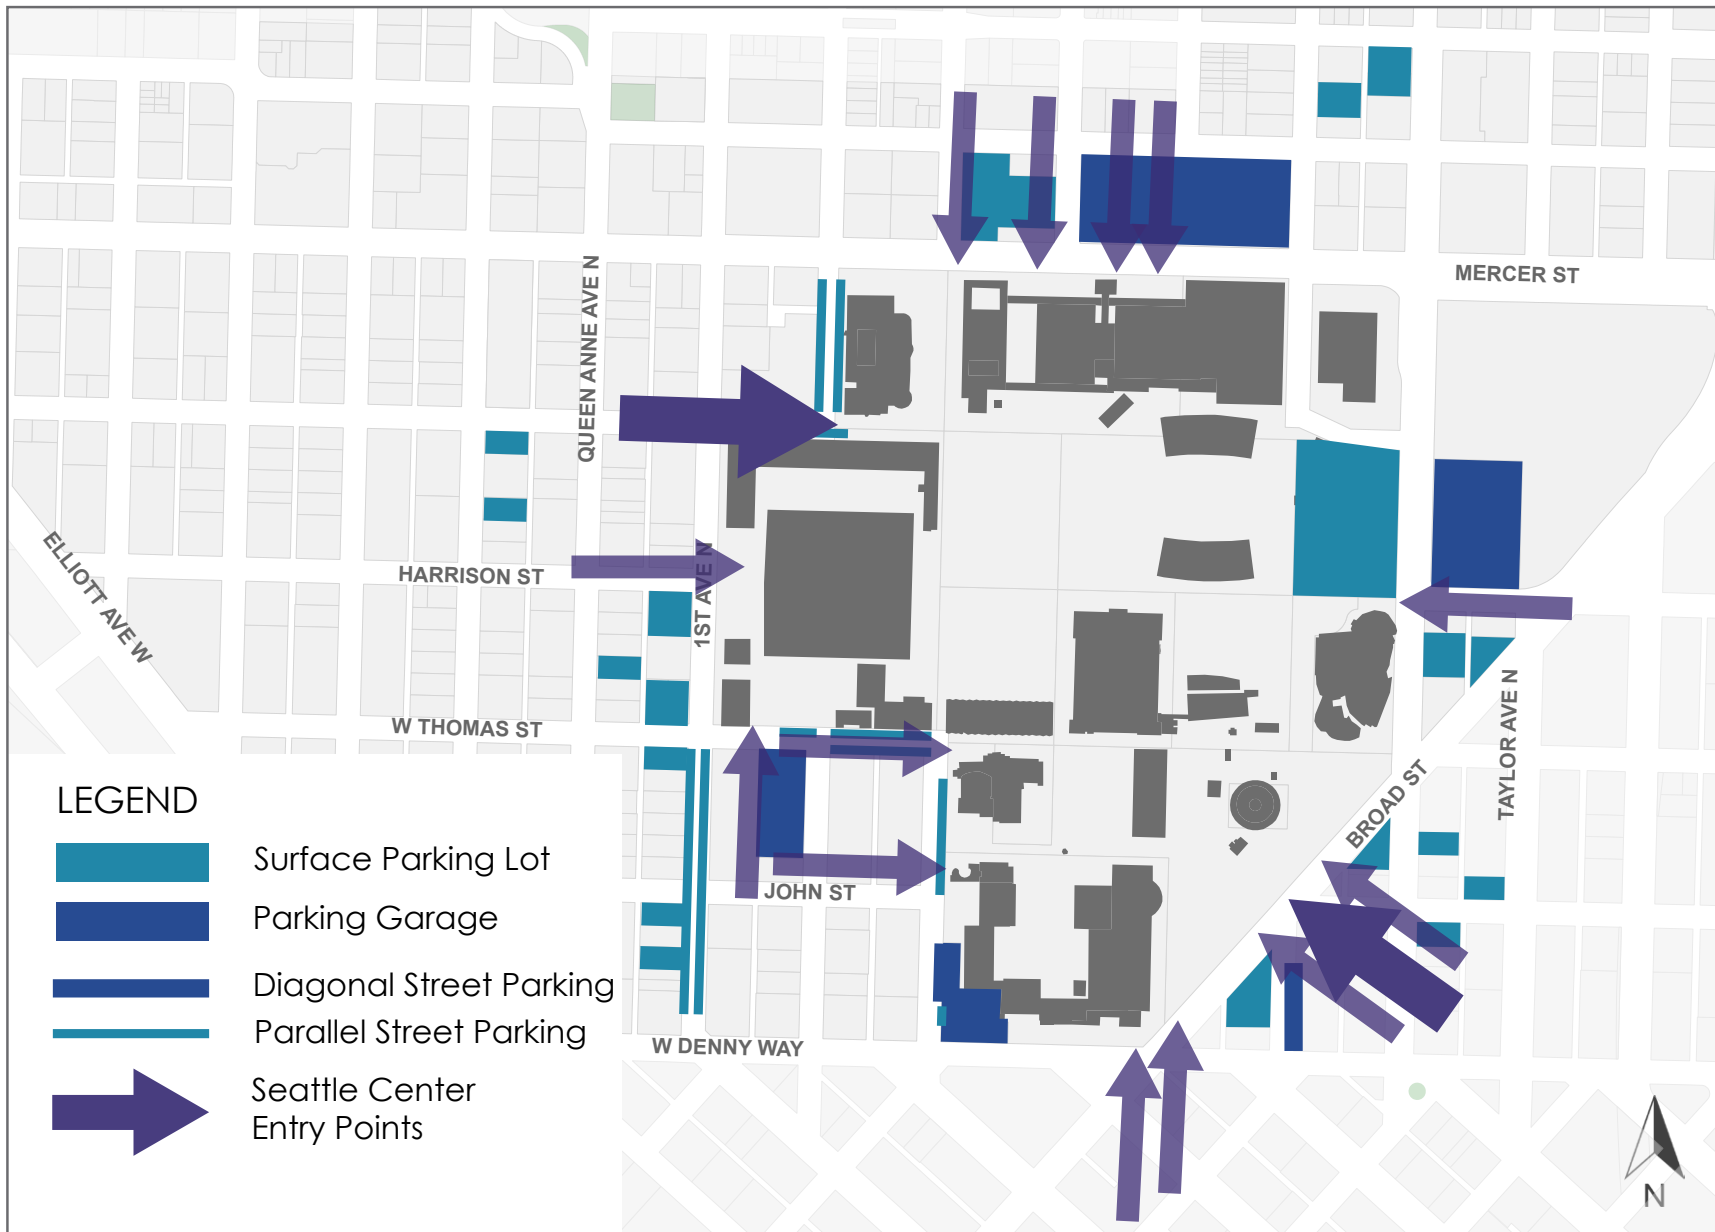 MERCER ST
QUEEN ANNE AVE N
ELLIOTT AVE W
HARRISON ST
1ST AVE N
W THOMAS ST
TAYLOR AVE N
BROAD ST
JOHN ST
W DENNY WAY
LEGEND
Surface Parking Lot
Parking Garage
Diagonal Street Parking
Parallel Street Parking
Seattle Center
Entry Points
N